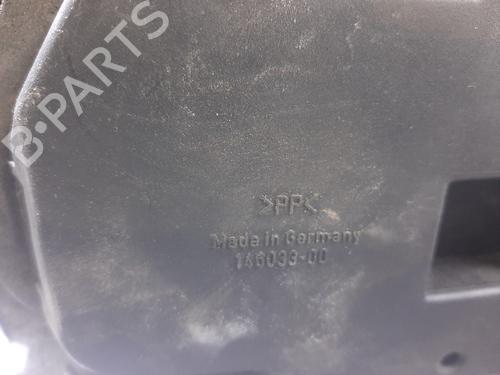 B-PARTS
>PP<
Made in Germany
146033-00